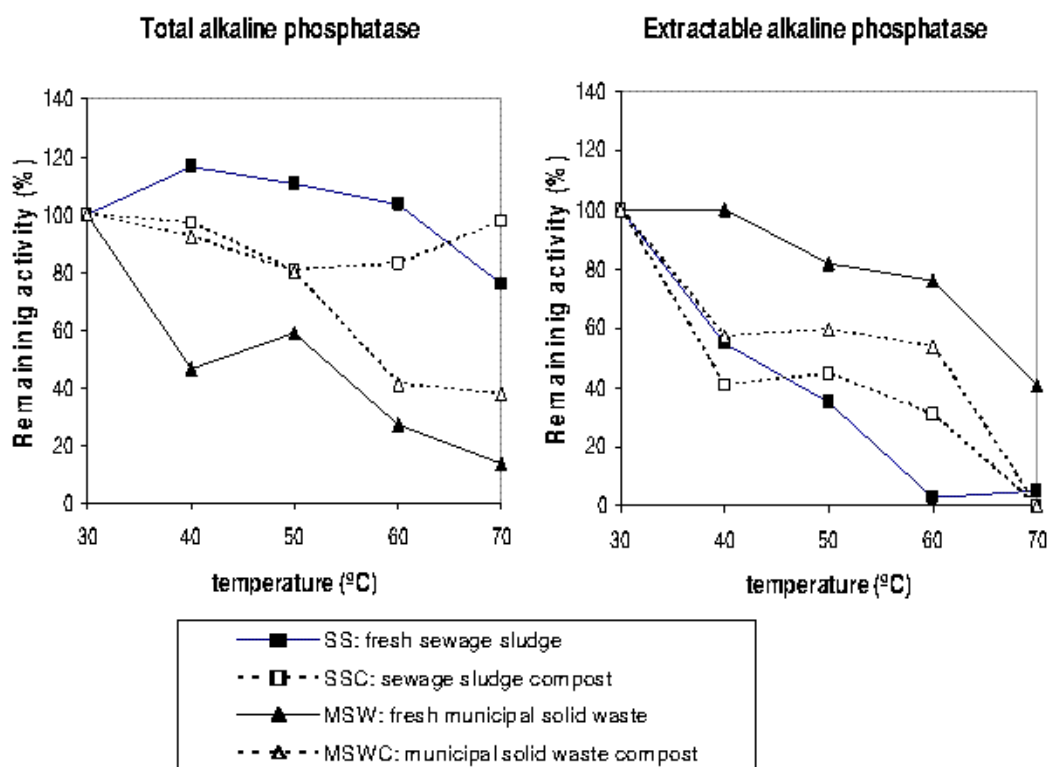 Total alkaline phosphatase
Extractable alkaline phosphatase
Remaininig activity (%)
140
120
100
80
60
40
20
0
30 40 50 60 70
temperature (ºC)
Remaining activity (%)
140
120
100
80
60
40
20
0
30 40 50 60 70
temperature (ºC)
SS: fresh sewage sludge
SSC: sewage sludge compost
MSW: fresh municipal solid waste
MSWC: municipal solid waste compost